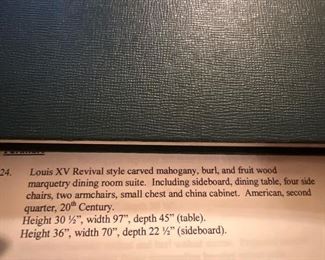 24. Louis XV Revival style carved mahogany, burl, and fruit wood
marquetry dining room suite. Including sideboard, dining table, four side
chairs, two armchairs, small chest and china cabinet. American, second
quarter, 20th Century.
Height 30 ½”, width 97”, depth 45” (table).
Height 36”, width 70”, depth 22 ½” (sideboard).